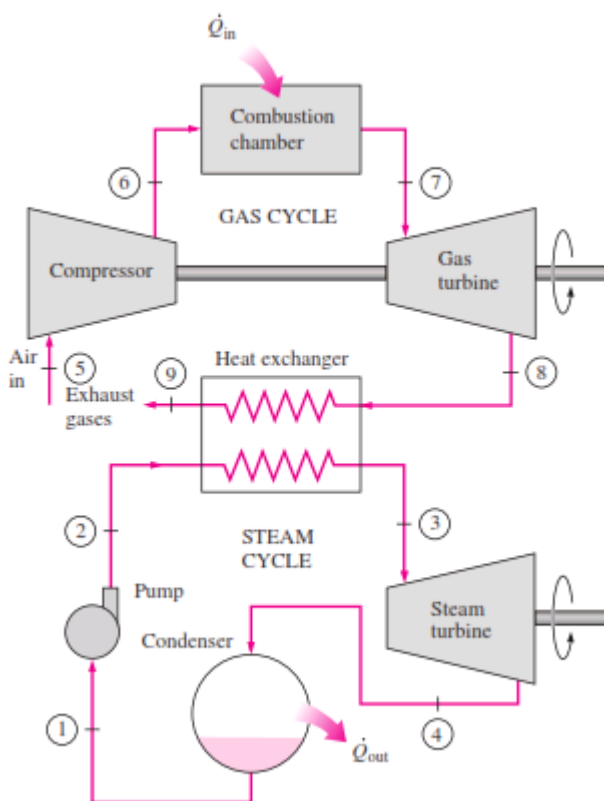 Q̇in
Combustion
chamber
6
7
GAS CYCLE
Compressor
Gas
turbine
Air
in
5
9
Heat exchanger
8
Exhaust
gases
2
3
STEAM
CYCLE
Pump
Steam
turbine
Condenser
1
4
Q̇out